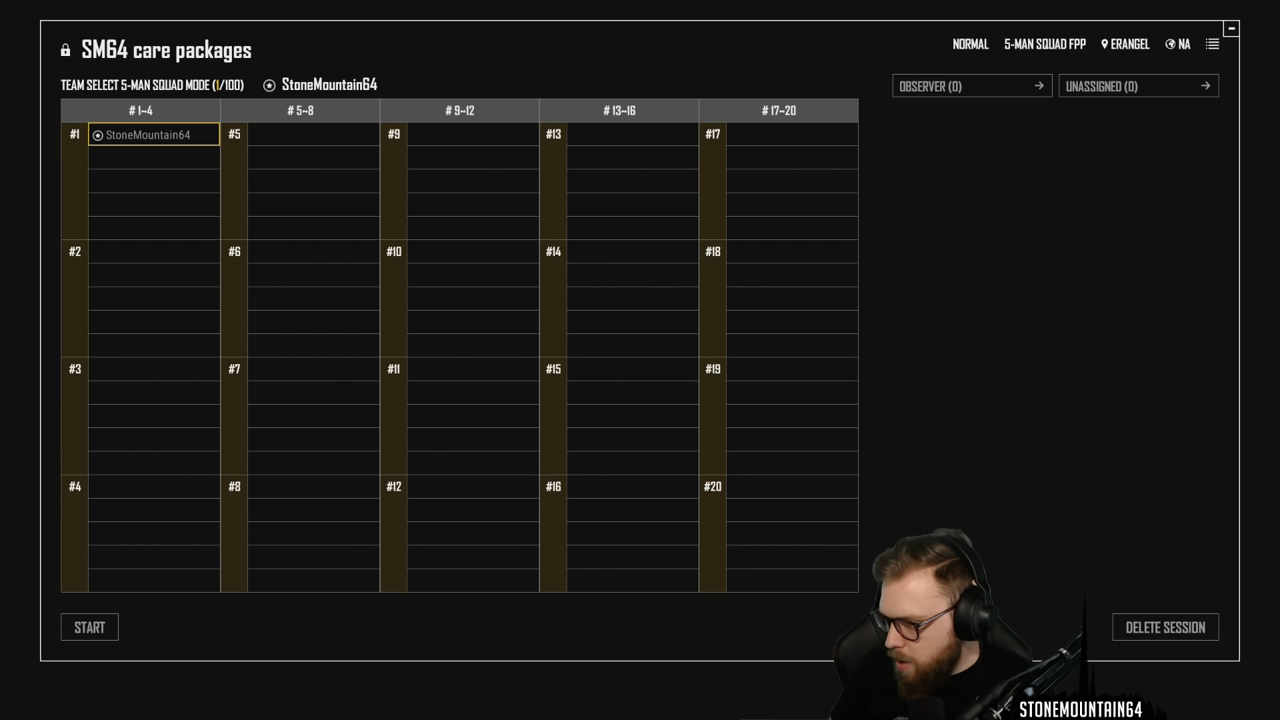 SM64 care packages
NORMAL 5-MAN SQUAD FPP ERANGEL NA
TEAM SELECT 5-MAN SQUAD MODE (1/100) StoneMountain64
OBSERVER (0) UNASSIGNED (0)
# 1~4 # 5~8 # 9~12 # 13~16 # 17~20
#1 StoneMountain64 #5 #9 #13 #17
#2 #6 #10 #14 #18
#3 #7 #11 #15 #19
#4 #8 #12 #16 #20
START DELETE SESSION
STONEMOUNTAIN64